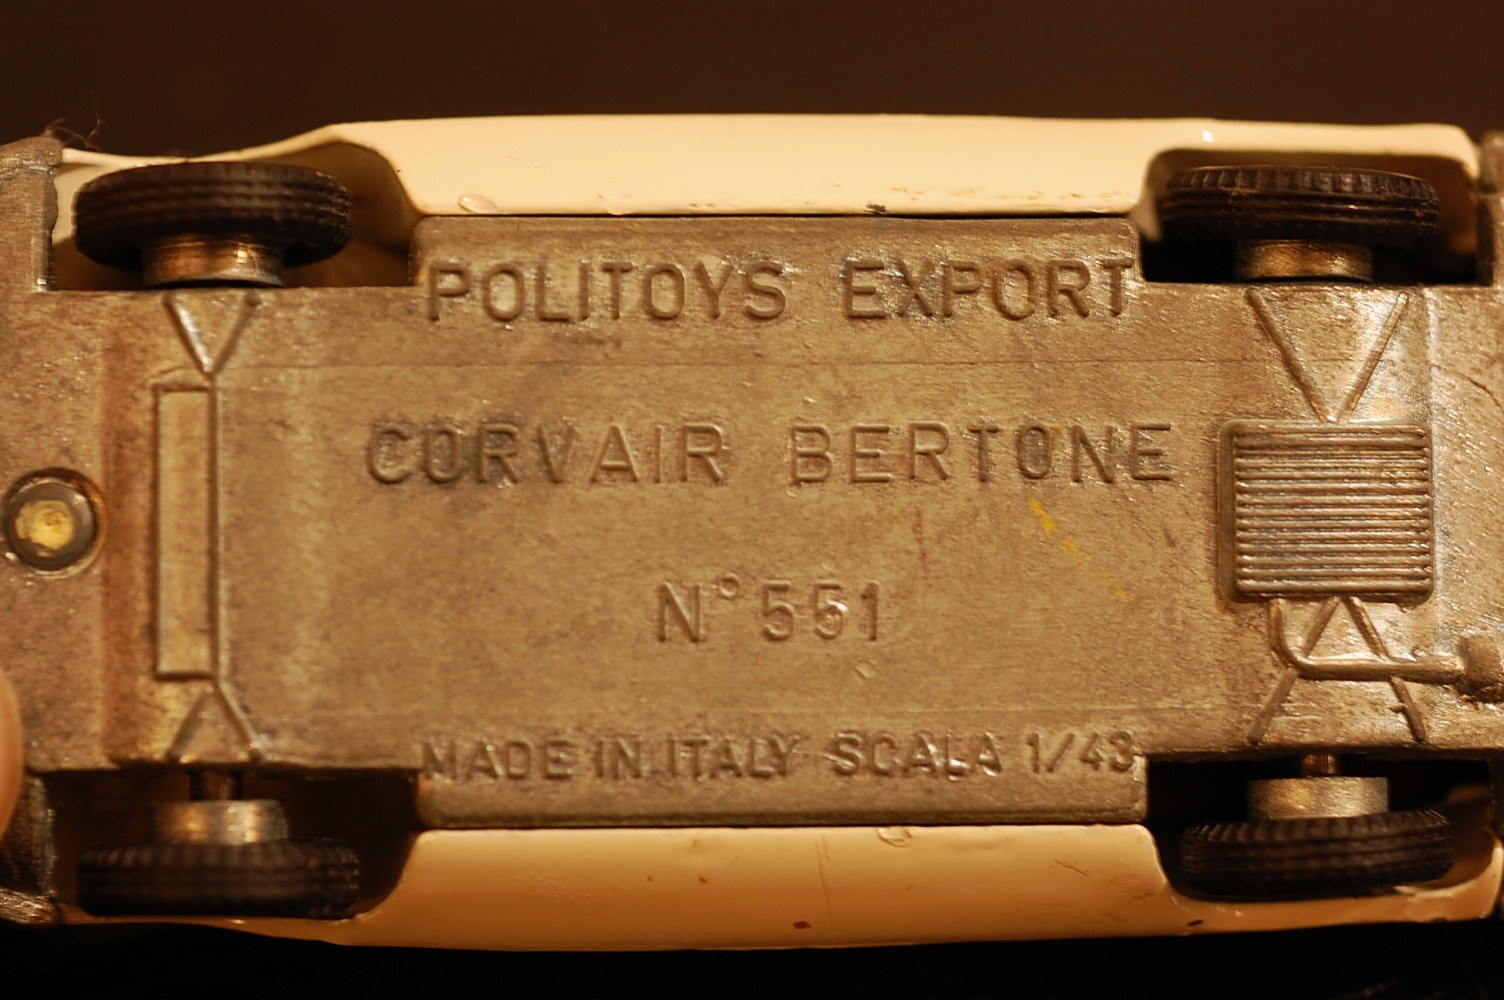 POLITOYS EXPORT
CORVAIR BERTONE
N° 551
MADE IN ITALY SCALA 1/43